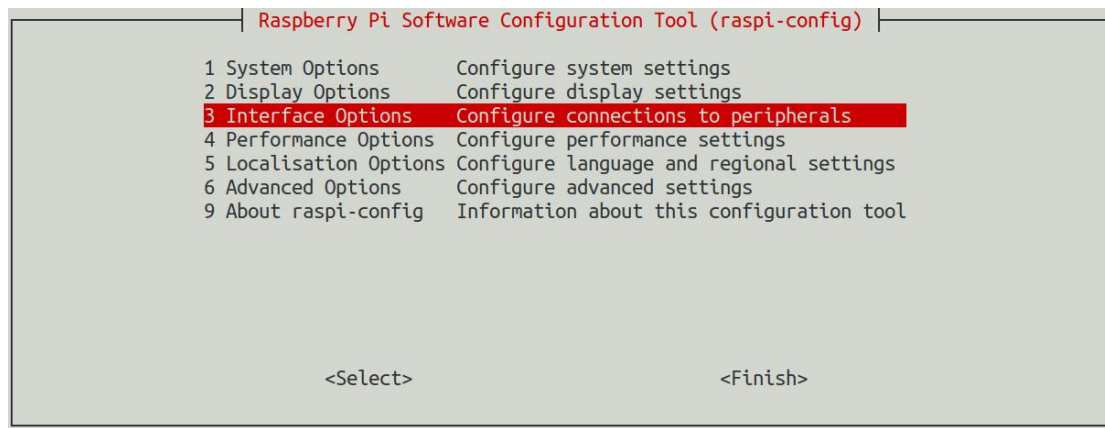 Raspberry Pi Software Configuration Tool (raspi-config)
1 System Options Configure system settings
2 Display Options Configure display settings
3 Interface Options Configure connections to peripherals
4 Performance Options Configure performance settings
5 Localisation Options Configure language and regional settings
6 Advanced Options Configure advanced settings
9 About raspi-config Information about this configuration tool
<Select> <Finish>